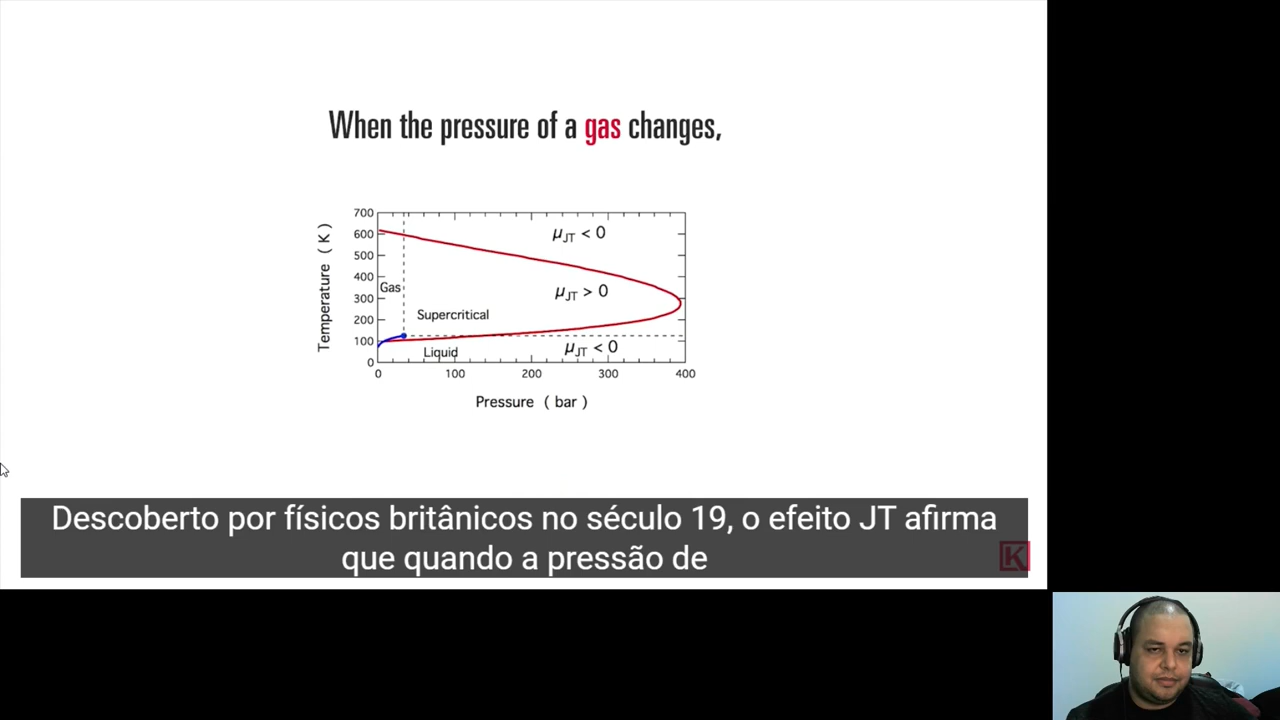 When the pressure of a gas changes,
700
600
500
400
300
200
100
0
Temperature ( K )
μJT < 0
Gas
μJT > 0
Supercritical
Liquid
μJT < 0
0 100 200 300 400
Pressure ( bar )
Descoberto por físicos britânicos no século 19, o efeito JT afirma
que quando a pressão de
K